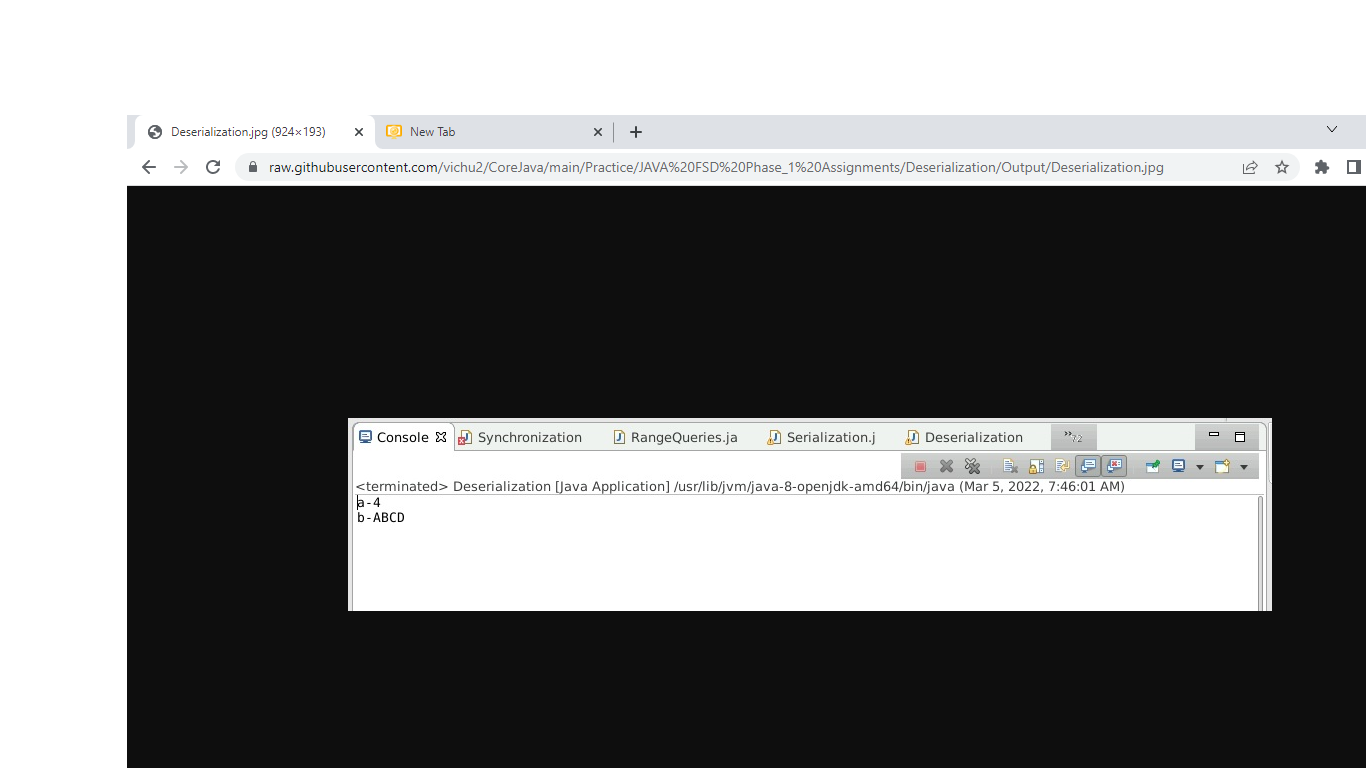 Deserialization.jpg (924×193)
New Tab
raw.githubusercontent.com/vichu2/CoreJava/main/Practice/JAVA%20FSD%20Phase_1%20Assignments/Deserialization/Output/Deserialization.jpg
Console Synchronization RangeQueries.ja Serialization.j Deserialization »72
<terminated> Deserialization [Java Application] /usr/lib/jvm/java-8-openjdk-amd64/bin/java (Mar 5, 2022, 7:46:01 AM)
a-4
b-ABCD